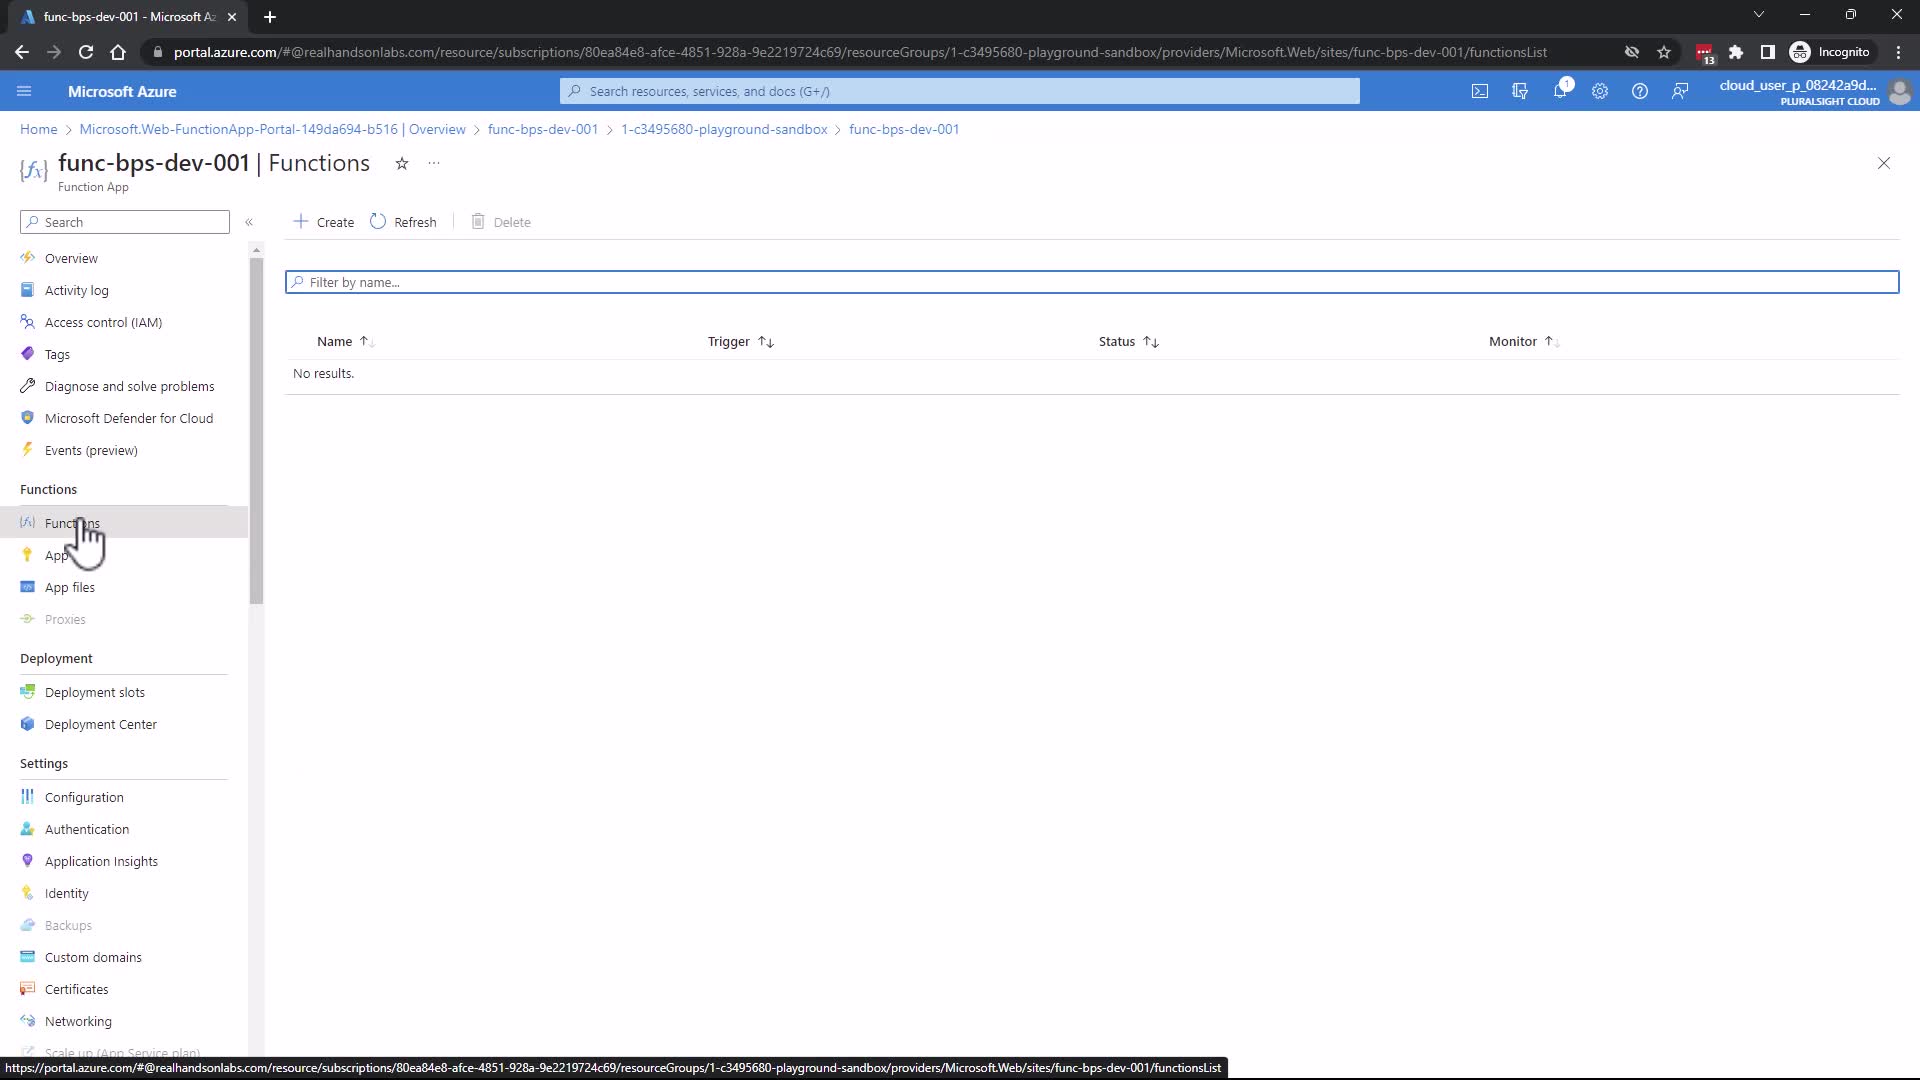 func-bps-dev-001 - Microsoft Az
portal.azure.com/#@realhandsonlabs.com/resource/subscriptions/80ea84e8-afce-4851-928a-9e2219724c69/resourceGroups/1-c3495680-playground-sandbox/providers/Microsoft.Web/sites/func-bps-dev-001/functionsList
13
Incognito
Microsoft Azure
Search resources, services, and docs (G+/)
1
cloud_user_p_08242a9d...
PLURALSIGHT CLOUD
Home > Microsoft.Web-FunctionApp-Portal-149da694-b516 | Overview > func-bps-dev-001 > 1-c3495680-playground-sandbox > func-bps-dev-001
func-bps-dev-001 | Functions
Function App
Search
Create
Refresh
Delete
Filter by name...
Name
Trigger
Status
Monitor
No results.
Overview
Activity log
Access control (IAM)
Tags
Diagnose and solve problems
Microsoft Defender for Cloud
Events (preview)
Functions
Functions
App
App files
Proxies
Deployment
Deployment slots
Deployment Center
Settings
Configuration
Authentication
Application Insights
Identity
Backups
Custom domains
Certificates
Networking
Scale up (App Service plan)
https://portal.azure.com/#@realhandsonlabs.com/resource/subscriptions/80ea84e8-afce-4851-928a-9e2219724c69/resourceGroups/1-c3495680-playground-sandbox/providers/Microsoft.Web/sites/func-bps-dev-001/functionsList